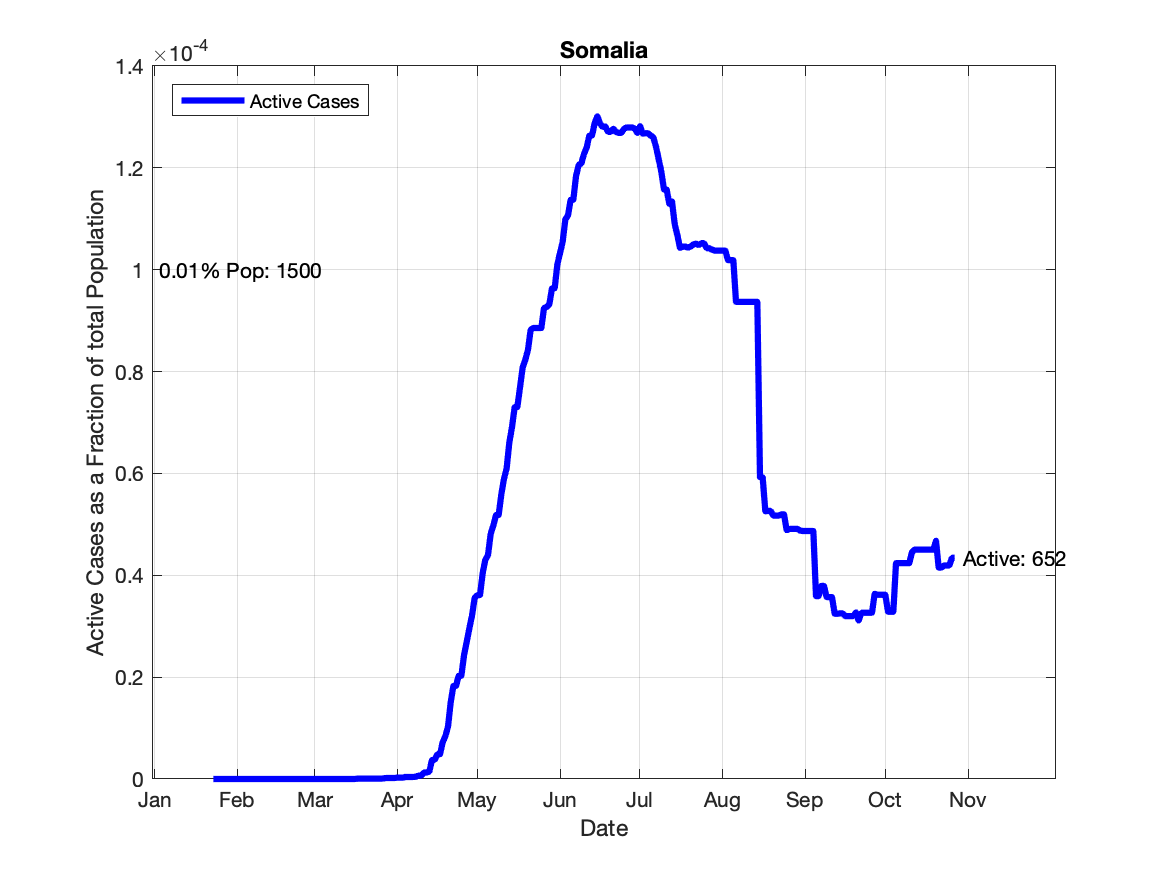 Somalia
×10-4
1.4
1.2
1
0.8
0.6
0.4
0.2
0
Active Cases
0.01% Pop: 1500
Active: 652
Active Cases as a Fraction of total Population
Jan Feb Mar Apr May Jun Jul Aug Sep Oct Nov
Date